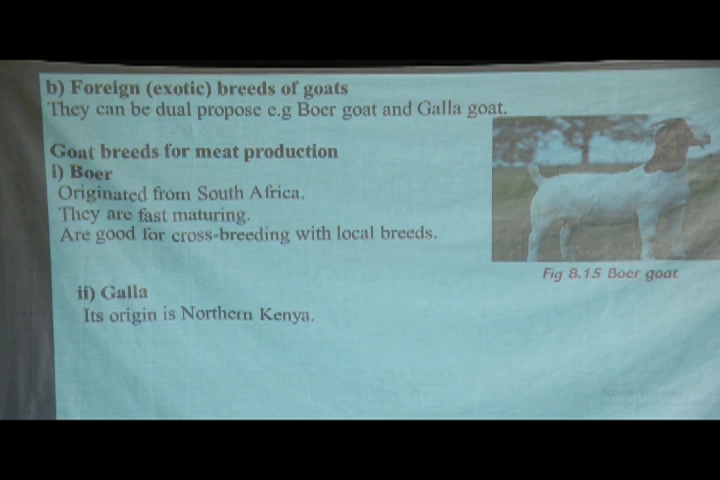 b) Foreign (exotic) breeds of goats
They can be dual propose e.g Boer goat and Galla goat.
Goat breeds for meat production
i) Boer
Originated from South Africa.
They are fast maturing.
Are good for cross-breeding with local breeds.
Fig 8.15 Boer goat
ii) Galla
Its origin is Northern Kenya.